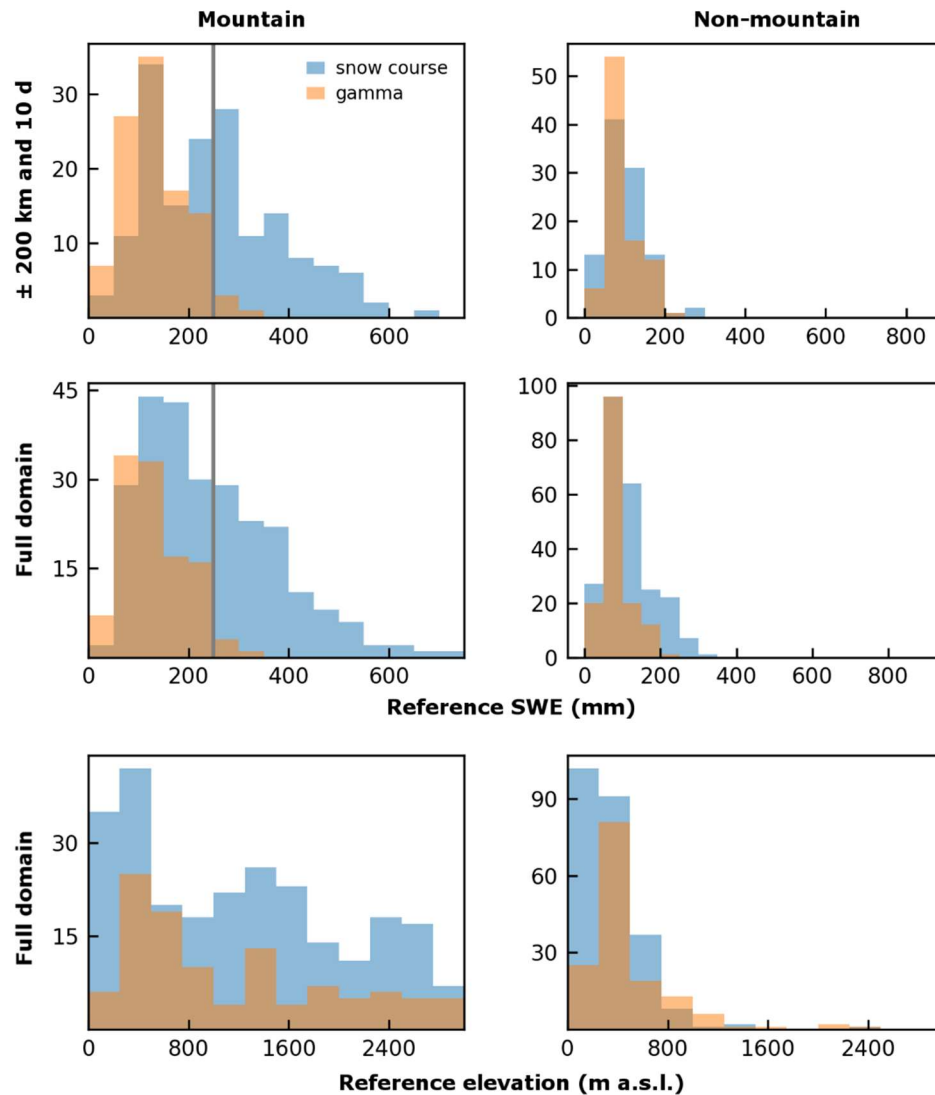 Mountain
Non-mountain
± 200 km and 10 d
30
20
10
0 200 400 600
snow course
gamma
50
40
30
20
10
0
0 200 400 600 800
Full domain
45
30
15
0 200 400 600
100
80
60
40
20
0
0 200 400 600 800
Reference SWE (mm)
Full domain
30
15
0 800 1600 2400
90
60
30
0 800 1600 2400
Reference elevation (m a.s.l.)